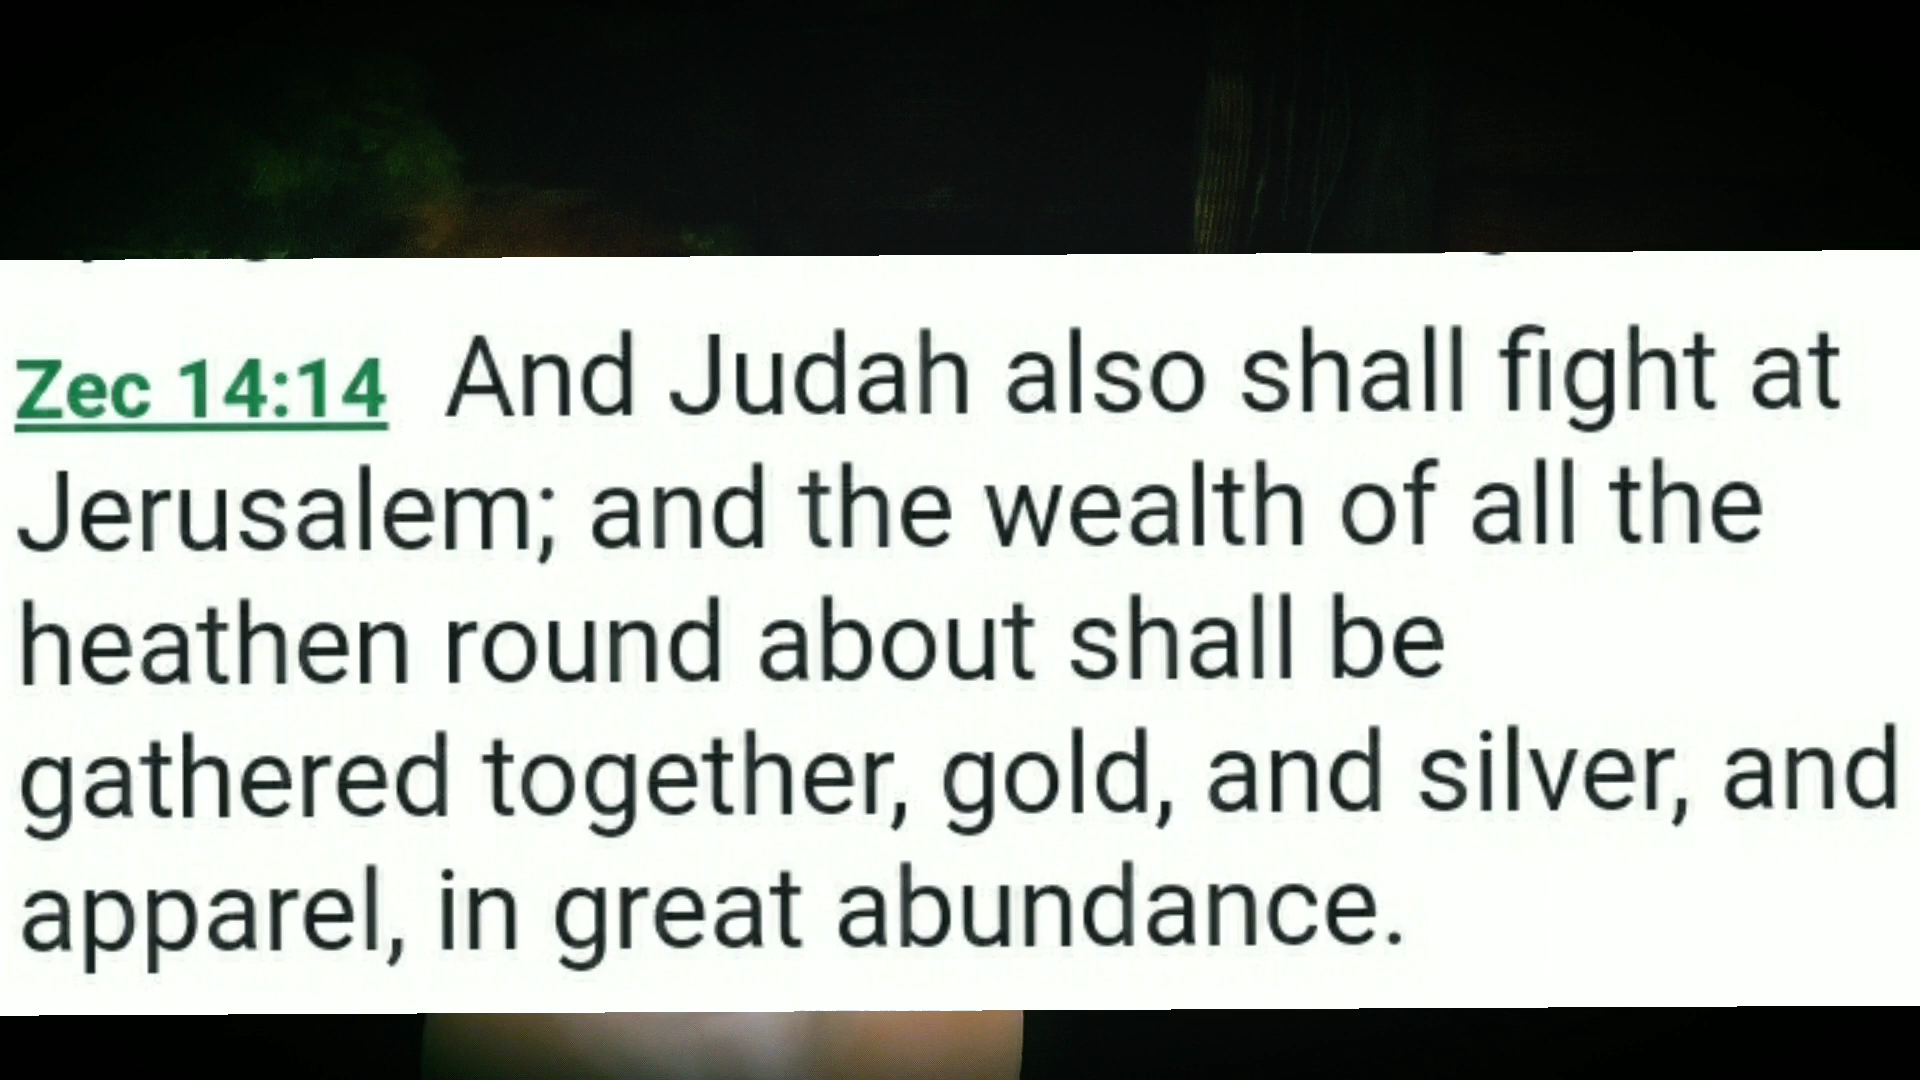 Zec 14:14 And Judah also shall fight at
Jerusalem; and the wealth of all the
heathen round about shall be
gathered together, gold, and silver, and
apparel, in great abundance.